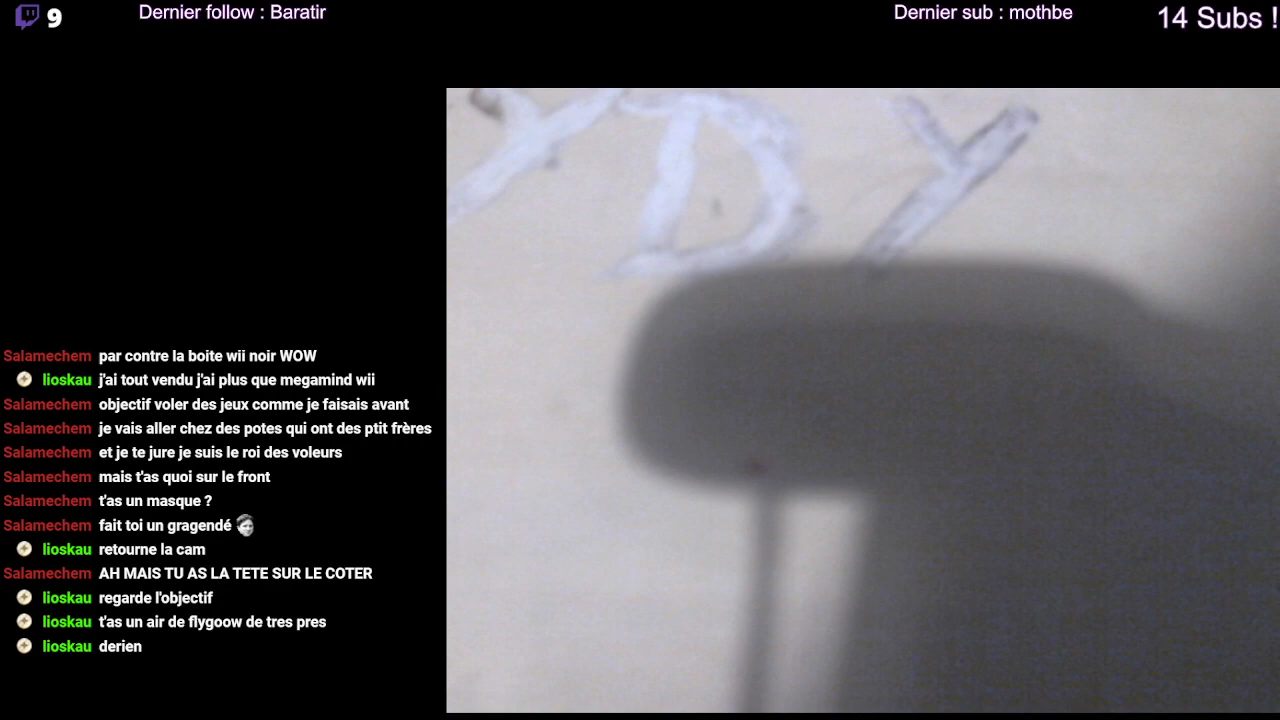 9
Dernier follow : Baratir
Dernier sub : mothbe
14 Subs !
YDY
Salamechem par contre la boite wii noir WOW
lioskau j'ai tout vendu j'ai plus que megamind wii
Salamechem objectif voler des jeux comme je faisais avant
Salamechem je vais aller chez des potes qui ont des ptit frères
Salamechem et je te jure je suis le roi des voleurs
Salamechem mais t'as quoi sur le front
Salamechem t'as un masque ?
Salamechem fait toi un gragendé
lioskau retourne la cam
Salamechem AH MAIS TU AS LA TETE SUR LE COTER
lioskau regarde l'objectif
lioskau t'as un air de flygoow de tres pres
lioskau derien